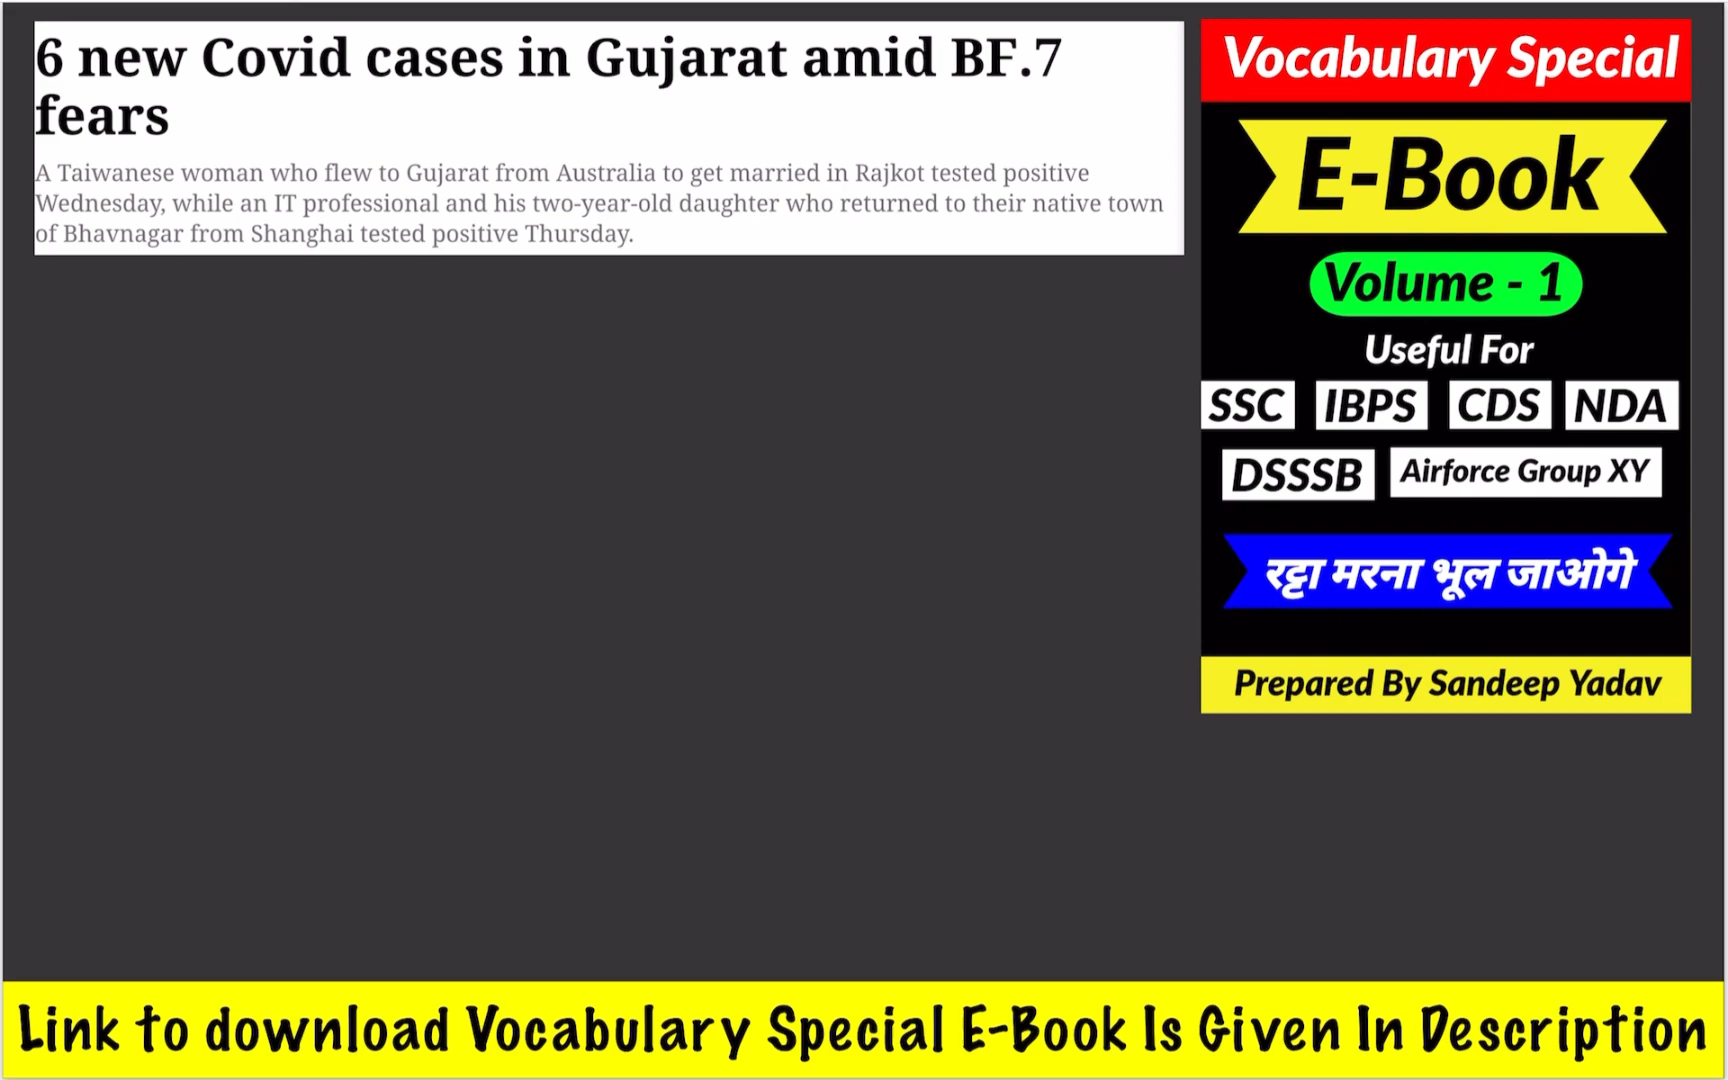 6 new Covid cases in Gujarat amid BF.7
fears
A Taiwanese woman who flew to Gujarat from Australia to get married in Rajkot tested positive
Wednesday, while an IT professional and his two-year-old daughter who returned to their native town
of Bhavnagar from Shanghai tested positive Thursday.
Vocabulary Special
E-Book
Volume - 1
Useful For
SSC IBPS CDS NDA
DSSSB Airforce Group XY
रट्टा मरना भूल जाओगे
Prepared By Sandeep Yadav
Link to download Vocabulary Special E-Book Is Given In Description